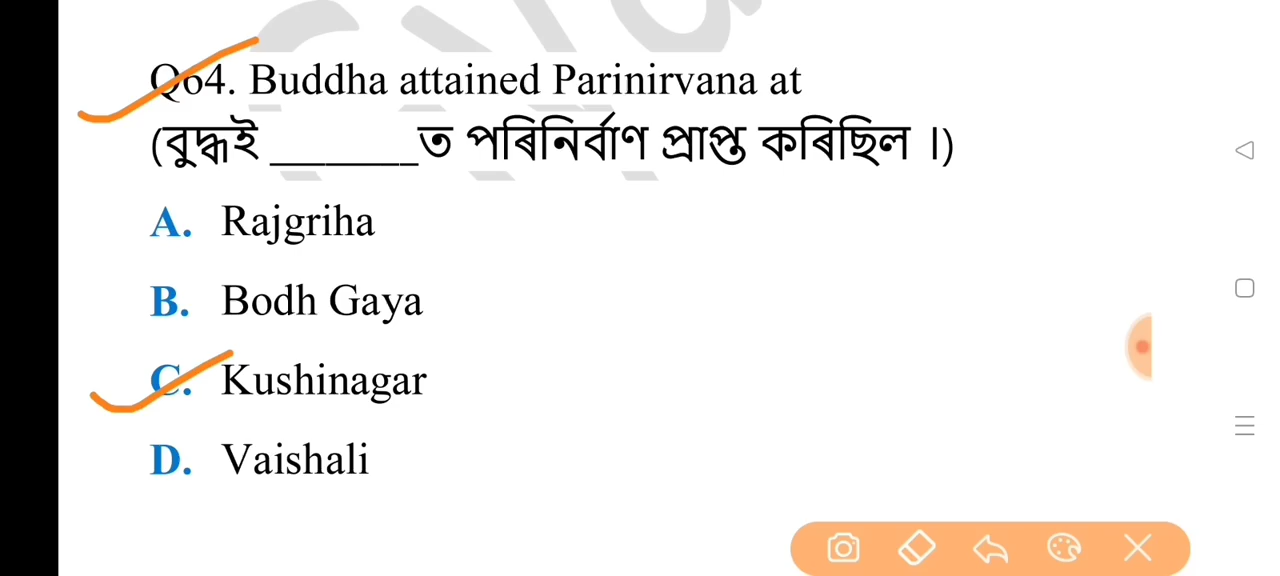 Q64. Buddha attained Parinirvana at
(বুদ্ধই ______ত পৰিনিৰ্বাণ প্ৰাপ্ত কৰিছিল ।)
A. Rajgriha
B. Bodh Gaya
C. Kushinagar
D. Vaishali